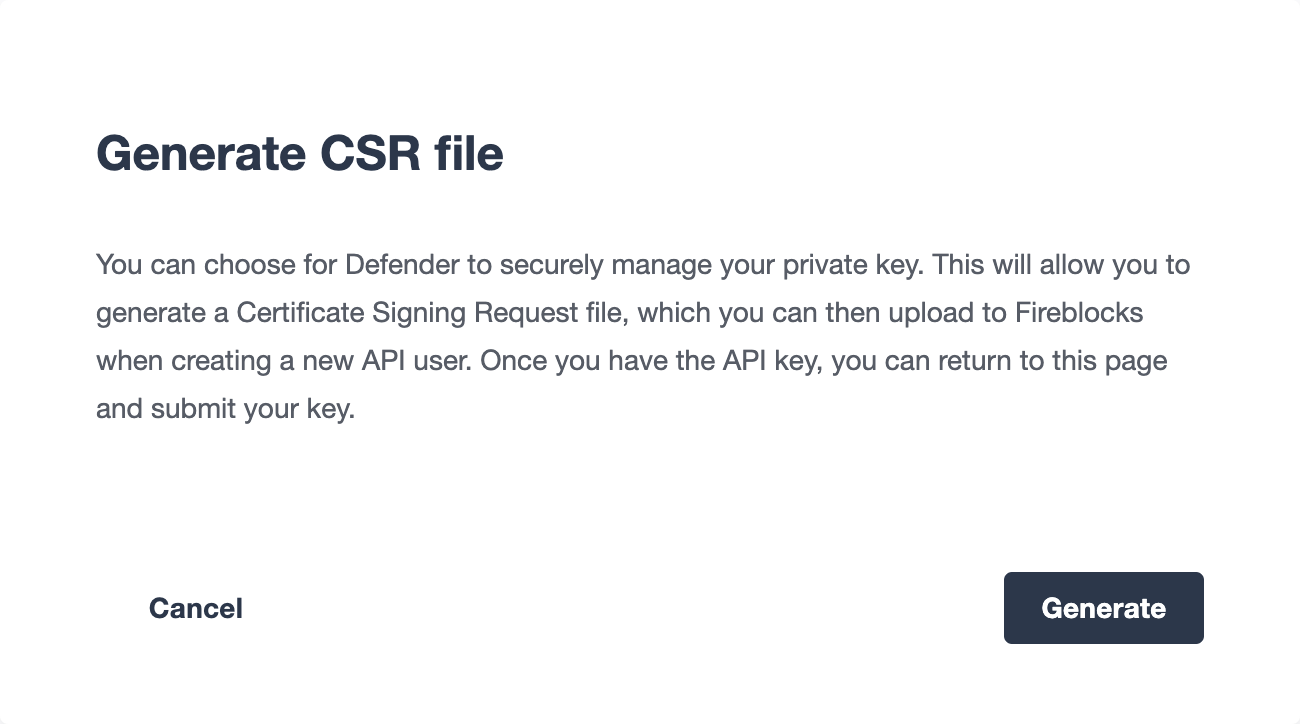 Generate CSR file
You can choose for Defender to securely manage your private key. This will allow you to
generate a Certificate Signing Request file, which you can then upload to Fireblocks
when creating a new API user. Once you have the API key, you can return to this page
and submit your key.
Cancel
Generate